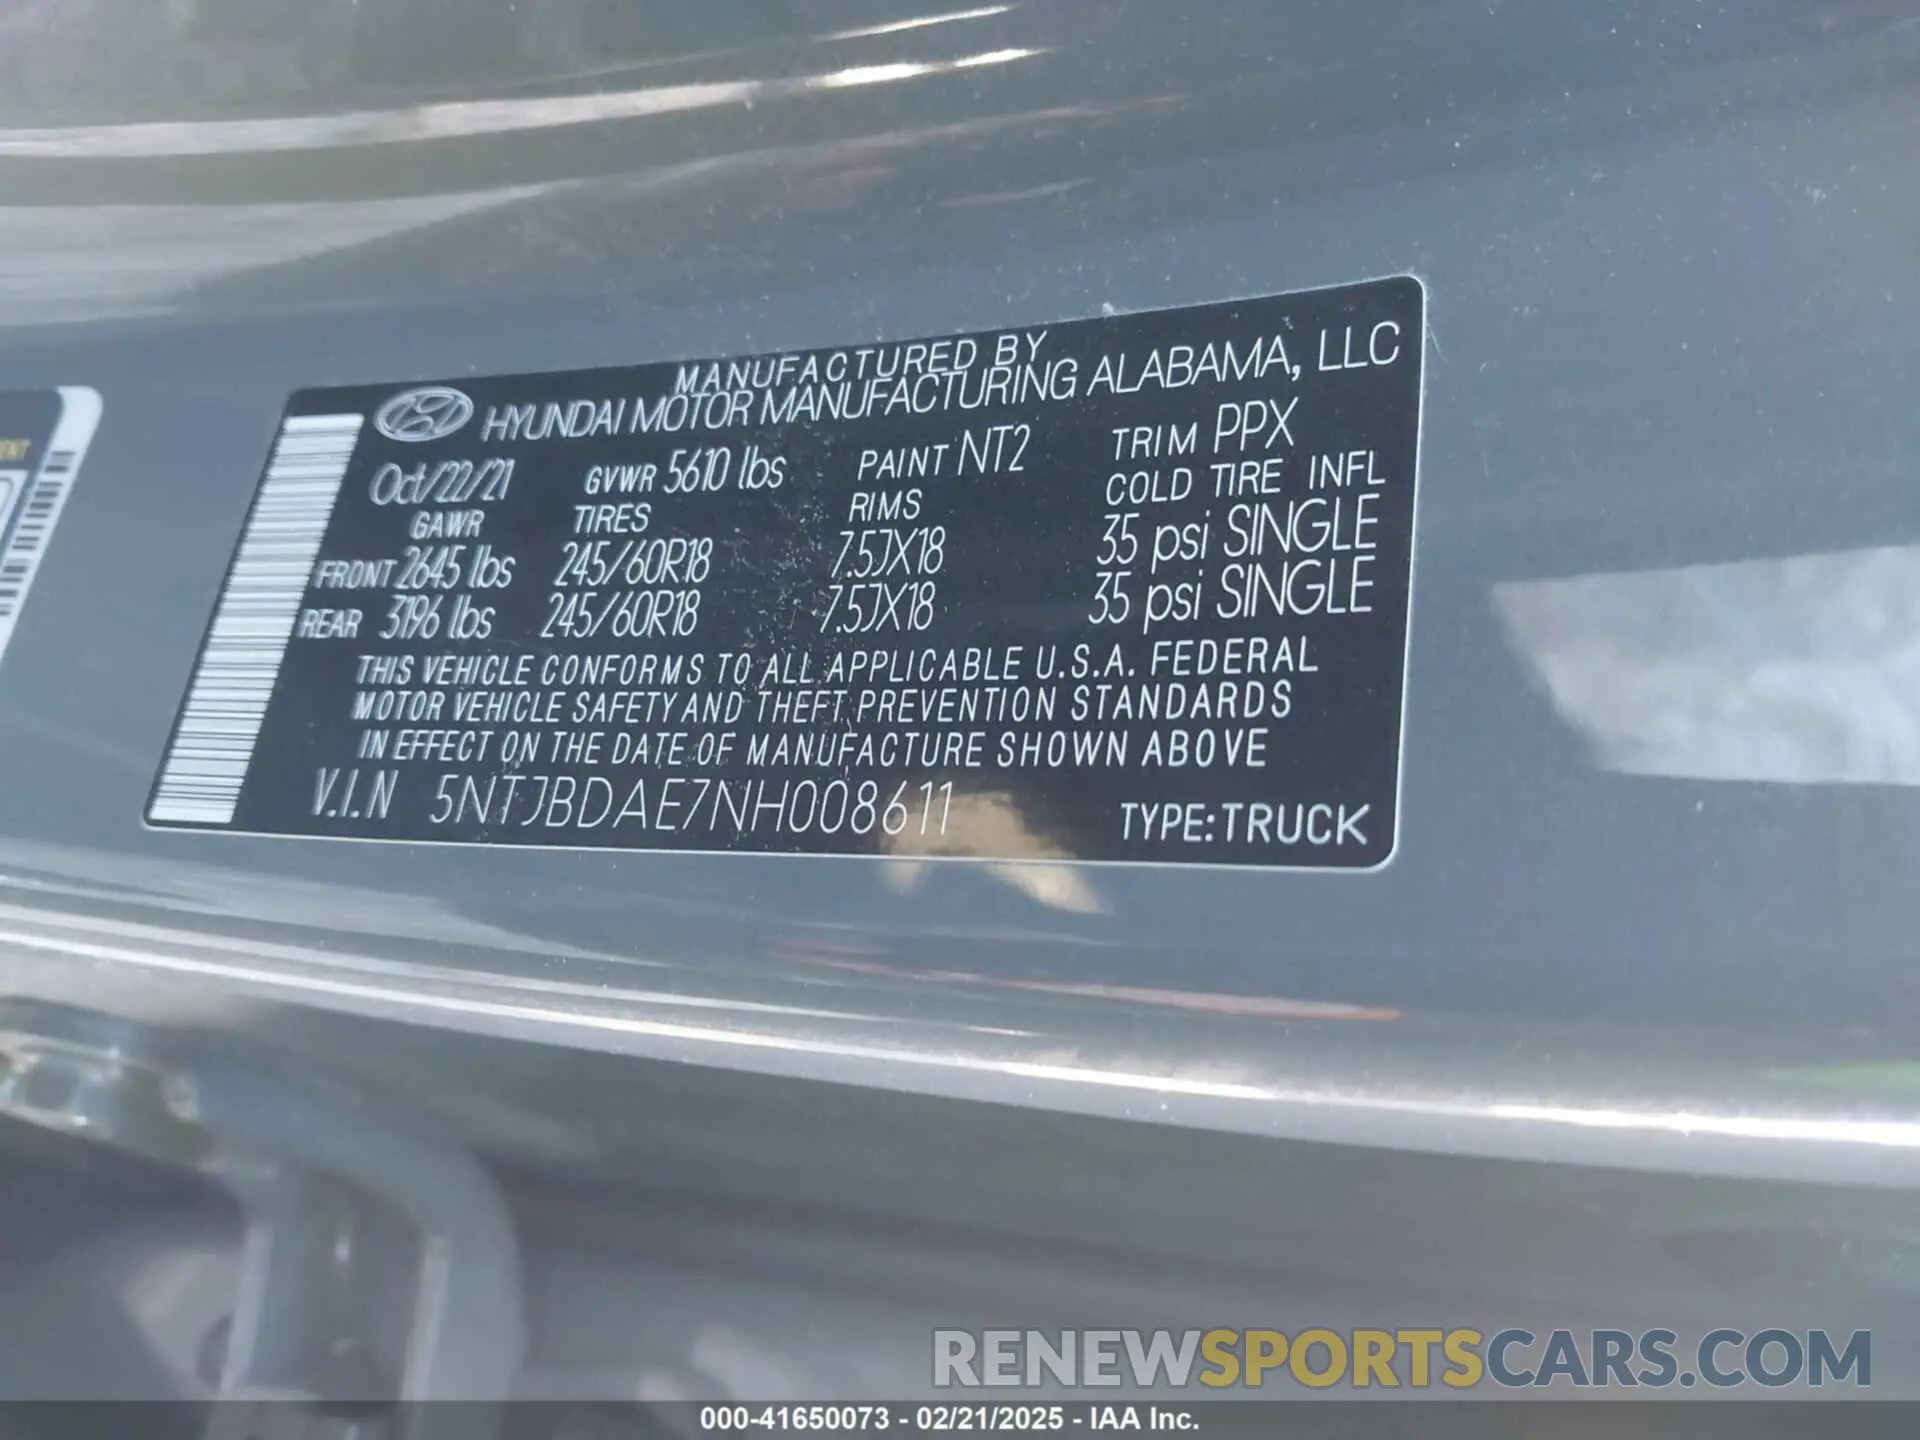 MANUFACTURED BY
HYUNDAI MOTOR MANUFACTURING ALABAMA, LLC
Oct/22/21 GVWR 5610 lbs PAINT NT2 TRIM PPX
GAWR TIRES RIMS COLD TIRE INFL
FRONT 2645 lbs 245/60R18 7.5JX18 35 psi SINGLE
REAR 3196 lbs 245/60R18 7.5JX18 35 psi SINGLE
THIS VEHICLE CONFORMS TO ALL APPLICABLE U.S.A. FEDERAL
MOTOR VEHICLE SAFETY AND THEFT PREVENTION STANDARDS
IN EFFECT ON THE DATE OF MANUFACTURE SHOWN ABOVE
V.I.N 5NTJBDAE7NH008611 TYPE:TRUCK
RENEWSPORTSCARS.COM
000-41650073 - 02/21/2025 - IAA Inc.